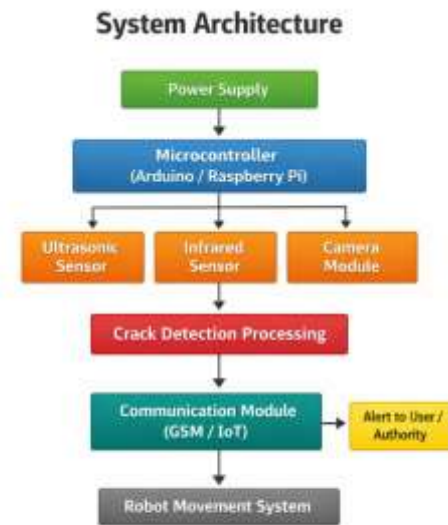 System Architecture
Power Supply
Microcontroller
(Arduino / Raspberry Pi)
Ultrasonic
Sensor
Infrared
Sensor
Camera
Module
Crack Detection Processing
Communication Module
(GSM / IoT)
Alert to User /
Authority
Robot Movement System